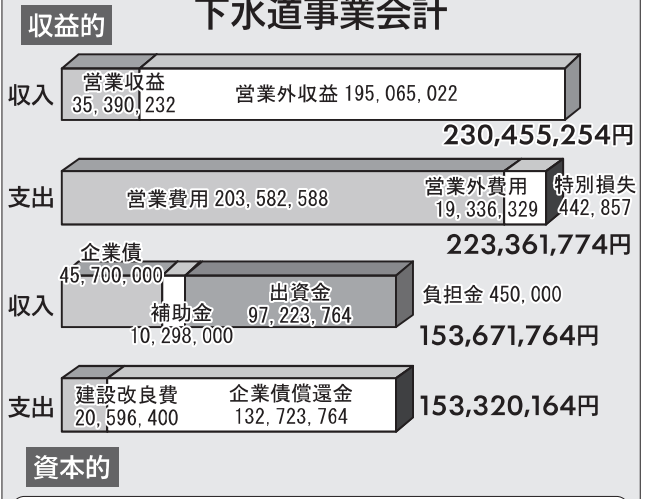 下水道事業会計
収益的
収入
営業収益
35,390,232
営業外収益 195,065,022
230,455,254円
支出
営業費用 203,582,588
営業外費用
19,336,329
特別損失
442,857
223,361,774円
収入
企業債
45,700,000
補助金
10,298,000
出資金
97,223,764
負担金 450,000
153,671,764円
支出
建設改良費
20,596,400
企業債償還金
132,723,764
153,320,164円
資本的